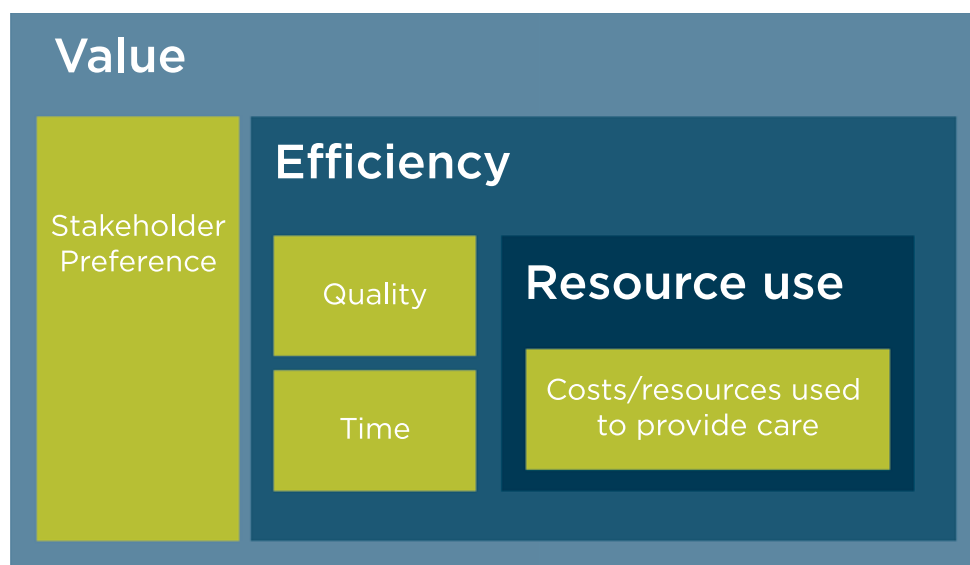 Value
Stakeholder
Preference
Efficiency
Quality
Time
Resource use
Costs/resources used
to provide care